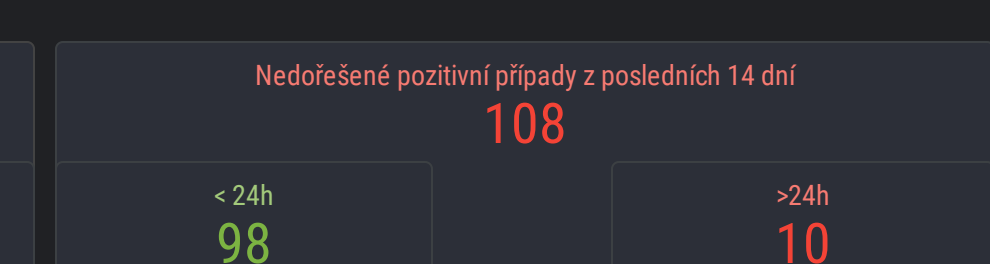 Nedořešené pozitivní případy z posledních 14 dní
108
< 24h
>24h
98
10